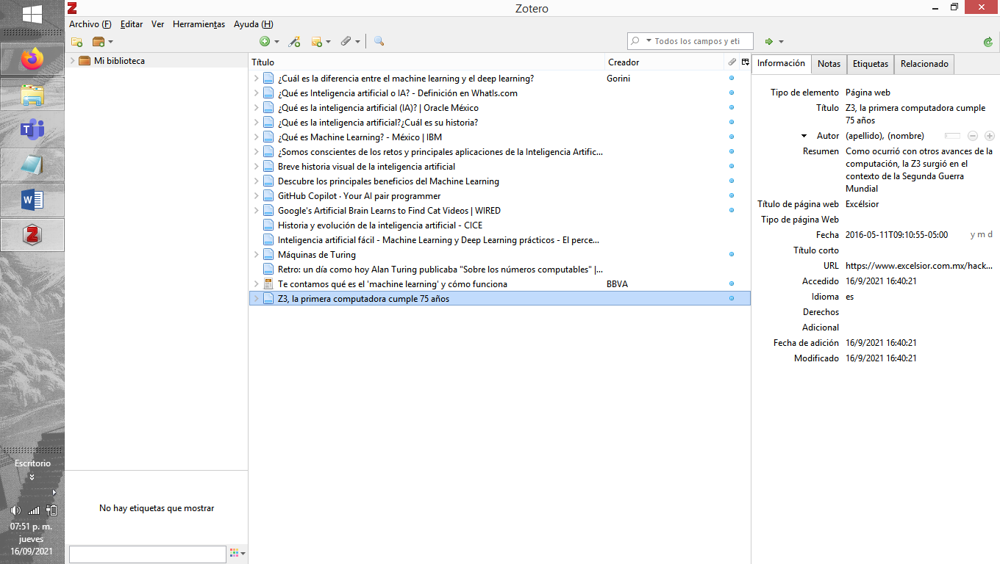 Zotero
Archivo (F) Editar Ver Herramientas Ayuda (H)
Todos los campos y eti
Mi biblioteca
Título Creador
¿Cuál es la diferencia entre el machine learning y el deep learning? Gorini
¿Qué es Inteligencia artificial o IA? - Definición en WhatIs.com
¿Qué es la inteligencia artificial (IA)? | Oracle México
¿Qué es la inteligencia artificial?¿Cuál es su historia?
¿Qué es Machine Learning? - México | IBM
¿Somos conscientes de los retos y principales aplicaciones de la Inteligencia Artific...
Breve historia visual de la inteligencia artificial
Descubre los principales beneficios del Machine Learning
GitHub Copilot · Your AI pair programmer
Google's Artificial Brain Learns to Find Cat Videos | WIRED
Historia y evolución de la inteligencia artificial - CICE
Inteligencia artificial fácil - Machine Learning y Deep Learning prácticos - El perce...
Máquinas de Turing
Retro: un día como hoy Alan Turing publicaba "Sobre los números computables" |...
Te contamos qué es el 'machine learning' y cómo funciona BBVA
Z3, la primera computadora cumple 75 años
Información Notas Etiquetas Relacionado
Tipo de elemento Página web
Título Z3, la primera computadora cumple
75 años
Autor (apellido), (nombre)
Resumen Como ocurrió con otros avances de la
computación, la Z3 surgió en el
contexto de la Segunda Guerra
Mundial
Título de página web Excélsior
Tipo de página Web
Fecha 2016-05-11T09:10:55-05:00 y m d
Título corto
URL https://www.excelsior.com.mx/hack...
Accedido 16/9/2021 16:40:21
Idioma es
Derechos
Adicional
Fecha de adición 16/9/2021 16:40:21
Modificado 16/9/2021 16:40:21
No hay etiquetas que mostrar
Escritorio
07:51 p. m.
jueves
16/09/2021